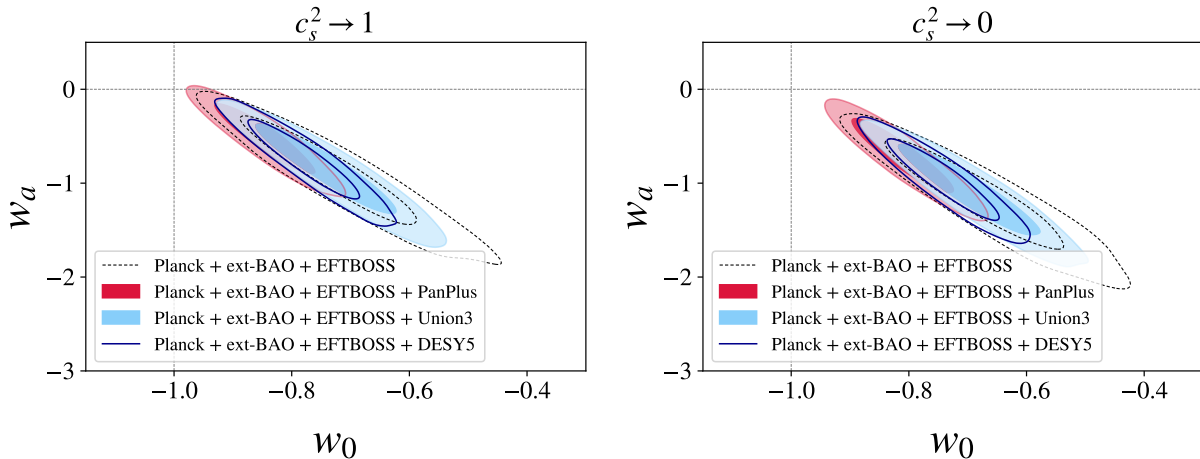 c_s^2 → 1
w_a
0
−1
−2
−3
Planck + ext-BAO + EFTBOSS
Planck + ext-BAO + EFTBOSS + PanPlus
Planck + ext-BAO + EFTBOSS + Union3
Planck + ext-BAO + EFTBOSS + DESY5
−1.0 −0.8 −0.6 −0.4
w_0
c_s^2 → 0
w_a
0
−1
−2
−3
Planck + ext-BAO + EFTBOSS
Planck + ext-BAO + EFTBOSS + PanPlus
Planck + ext-BAO + EFTBOSS + Union3
Planck + ext-BAO + EFTBOSS + DESY5
−1.0 −0.8 −0.6 −0.4
w_0